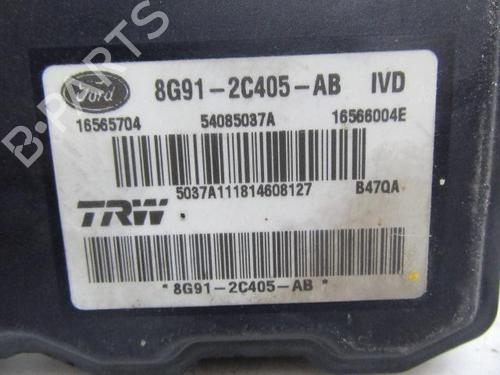 B-PARTS
Ford 8G91-2C405-AB IVD
16565704 54085037A 16566004E
5037A111814608127 B47QA
TRW
*8G91-2C405-AB*